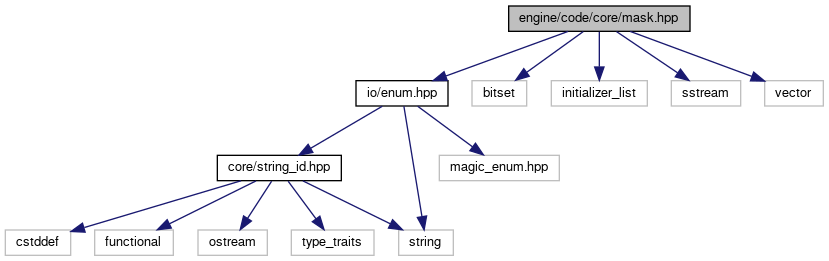 engine/code/core/mask.hpp
io/enum.hpp
bitset
initializer_list
sstream
vector
core/string_id.hpp
magic_enum.hpp
cstddef
functional
ostream
type_traits
string